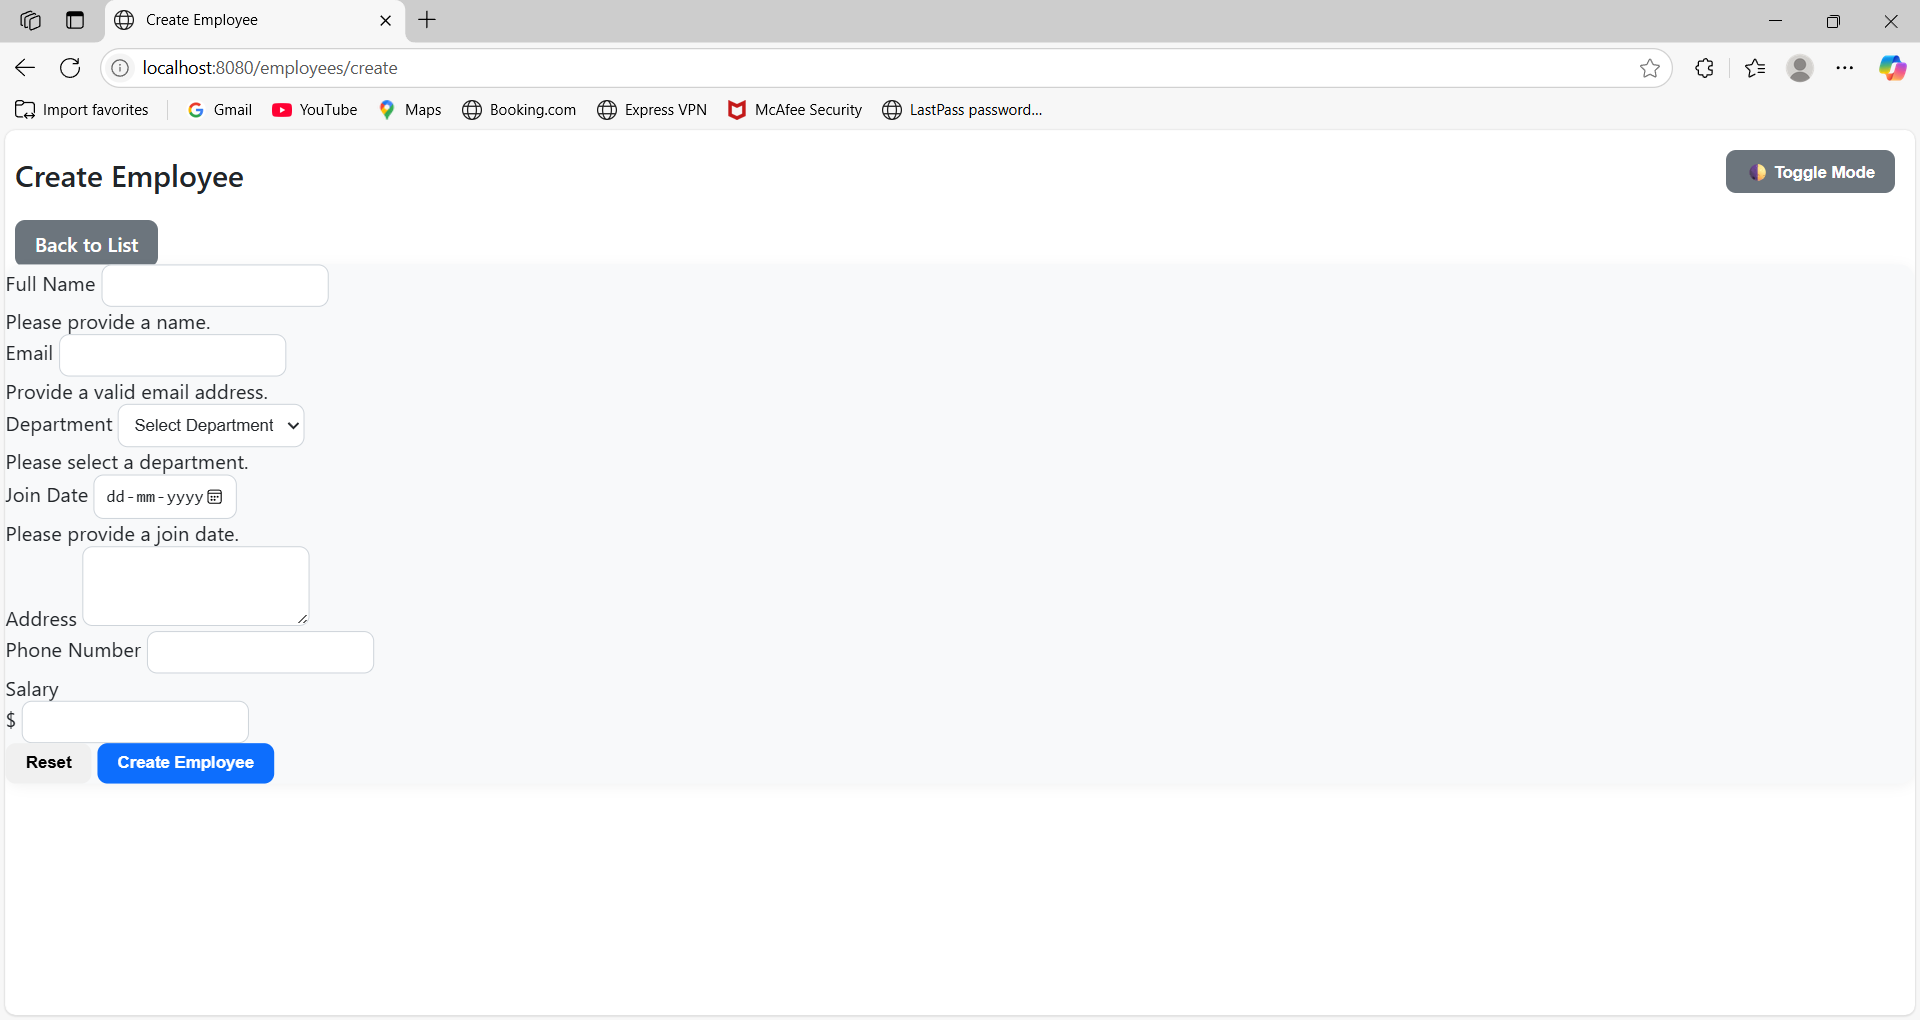 Create Employee
localhost:8080/employees/create
Import favorites Gmail YouTube Maps Booking.com Express VPN McAfee Security LastPass password...
Create Employee
Toggle Mode
Back to List
Full Name
Please provide a name.
Email
Provide a valid email address.
Department Select Department
Please select a department.
Join Date dd-mm-yyyy
Please provide a join date.
Address
Phone Number
Salary
$
Reset Create Employee